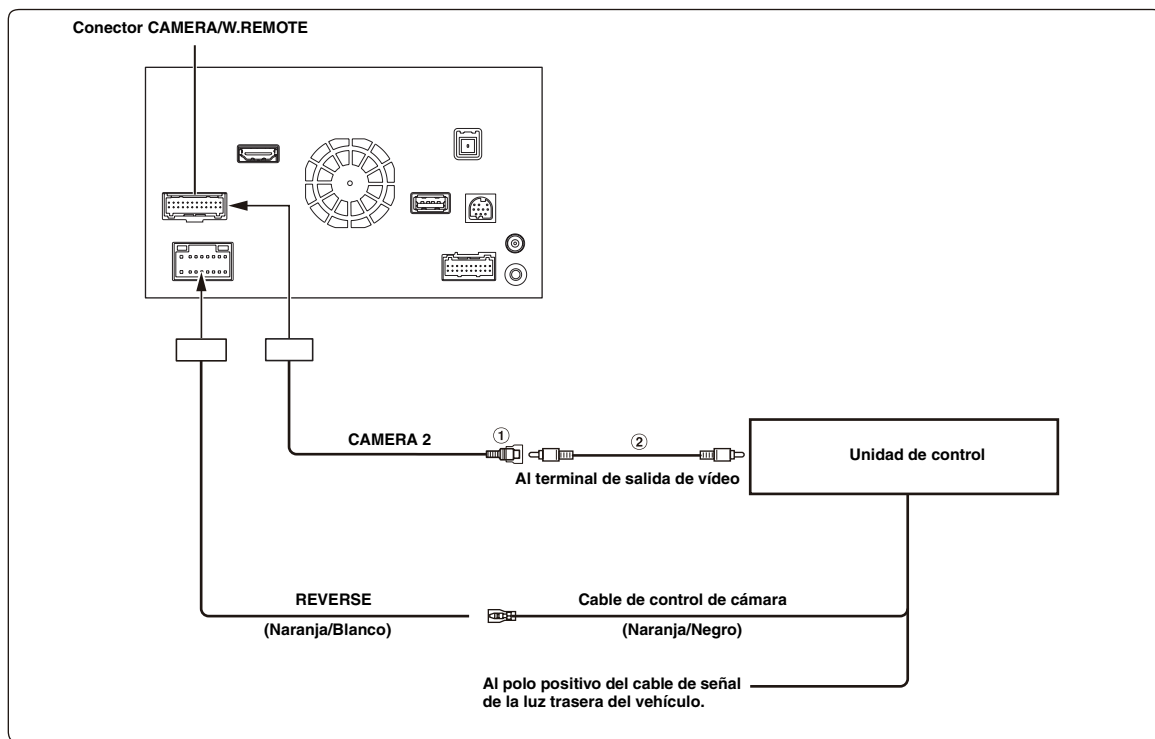 Conector CAMERA/W.REMOTE
CAMERA 2
①
②
Al terminal de salida de vídeo
Unidad de control
REVERSE
(Naranja/Blanco)
Cable de control de cámara
(Naranja/Negro)
Al polo positivo del cable de señal
de la luz trasera del vehículo.